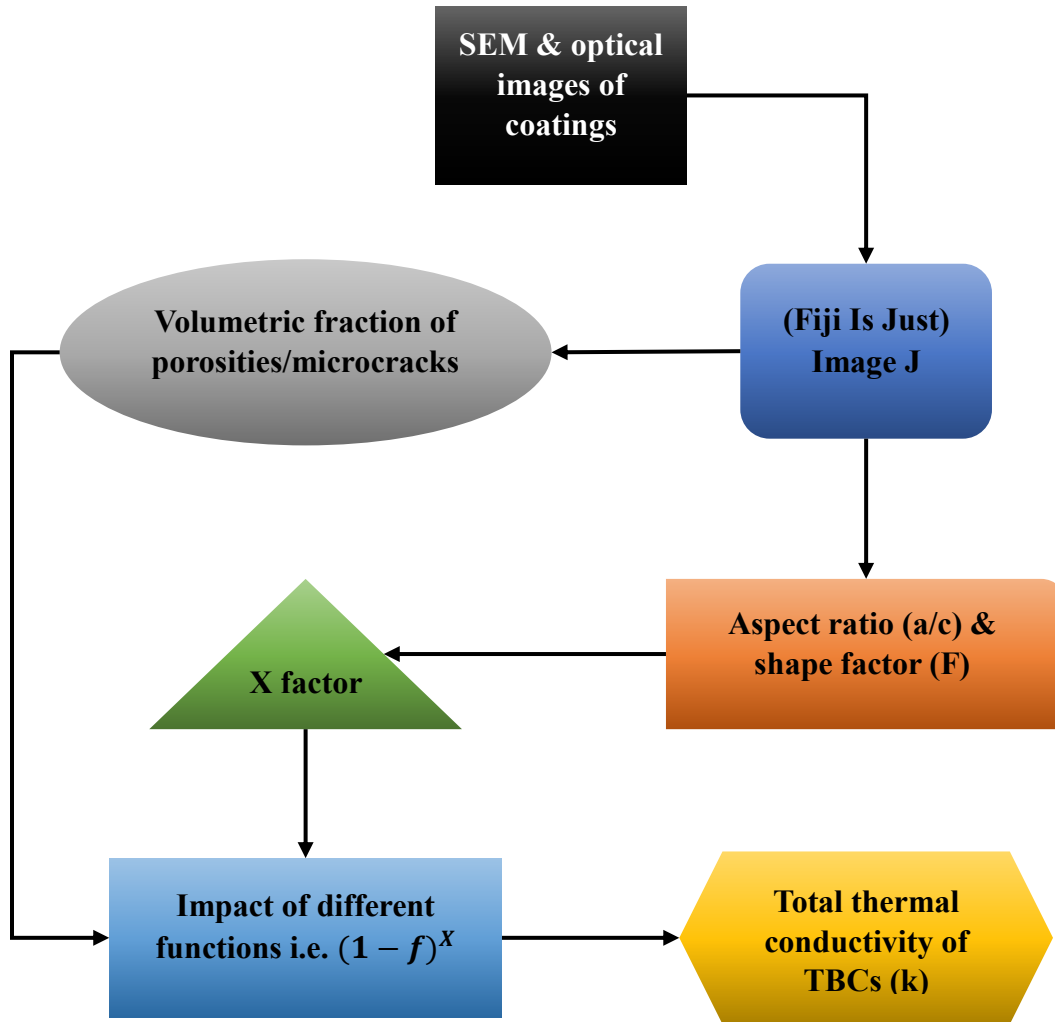 SEM & optical
images of
coatings
Volumetric fraction of
porosities/microcracks
(Fiji Is Just)
Image J
Aspect ratio (a/c) &
shape factor (F)
X factor
Impact of different
functions i.e. (1 − f)^X
Total thermal
conductivity of
TBCs (k)